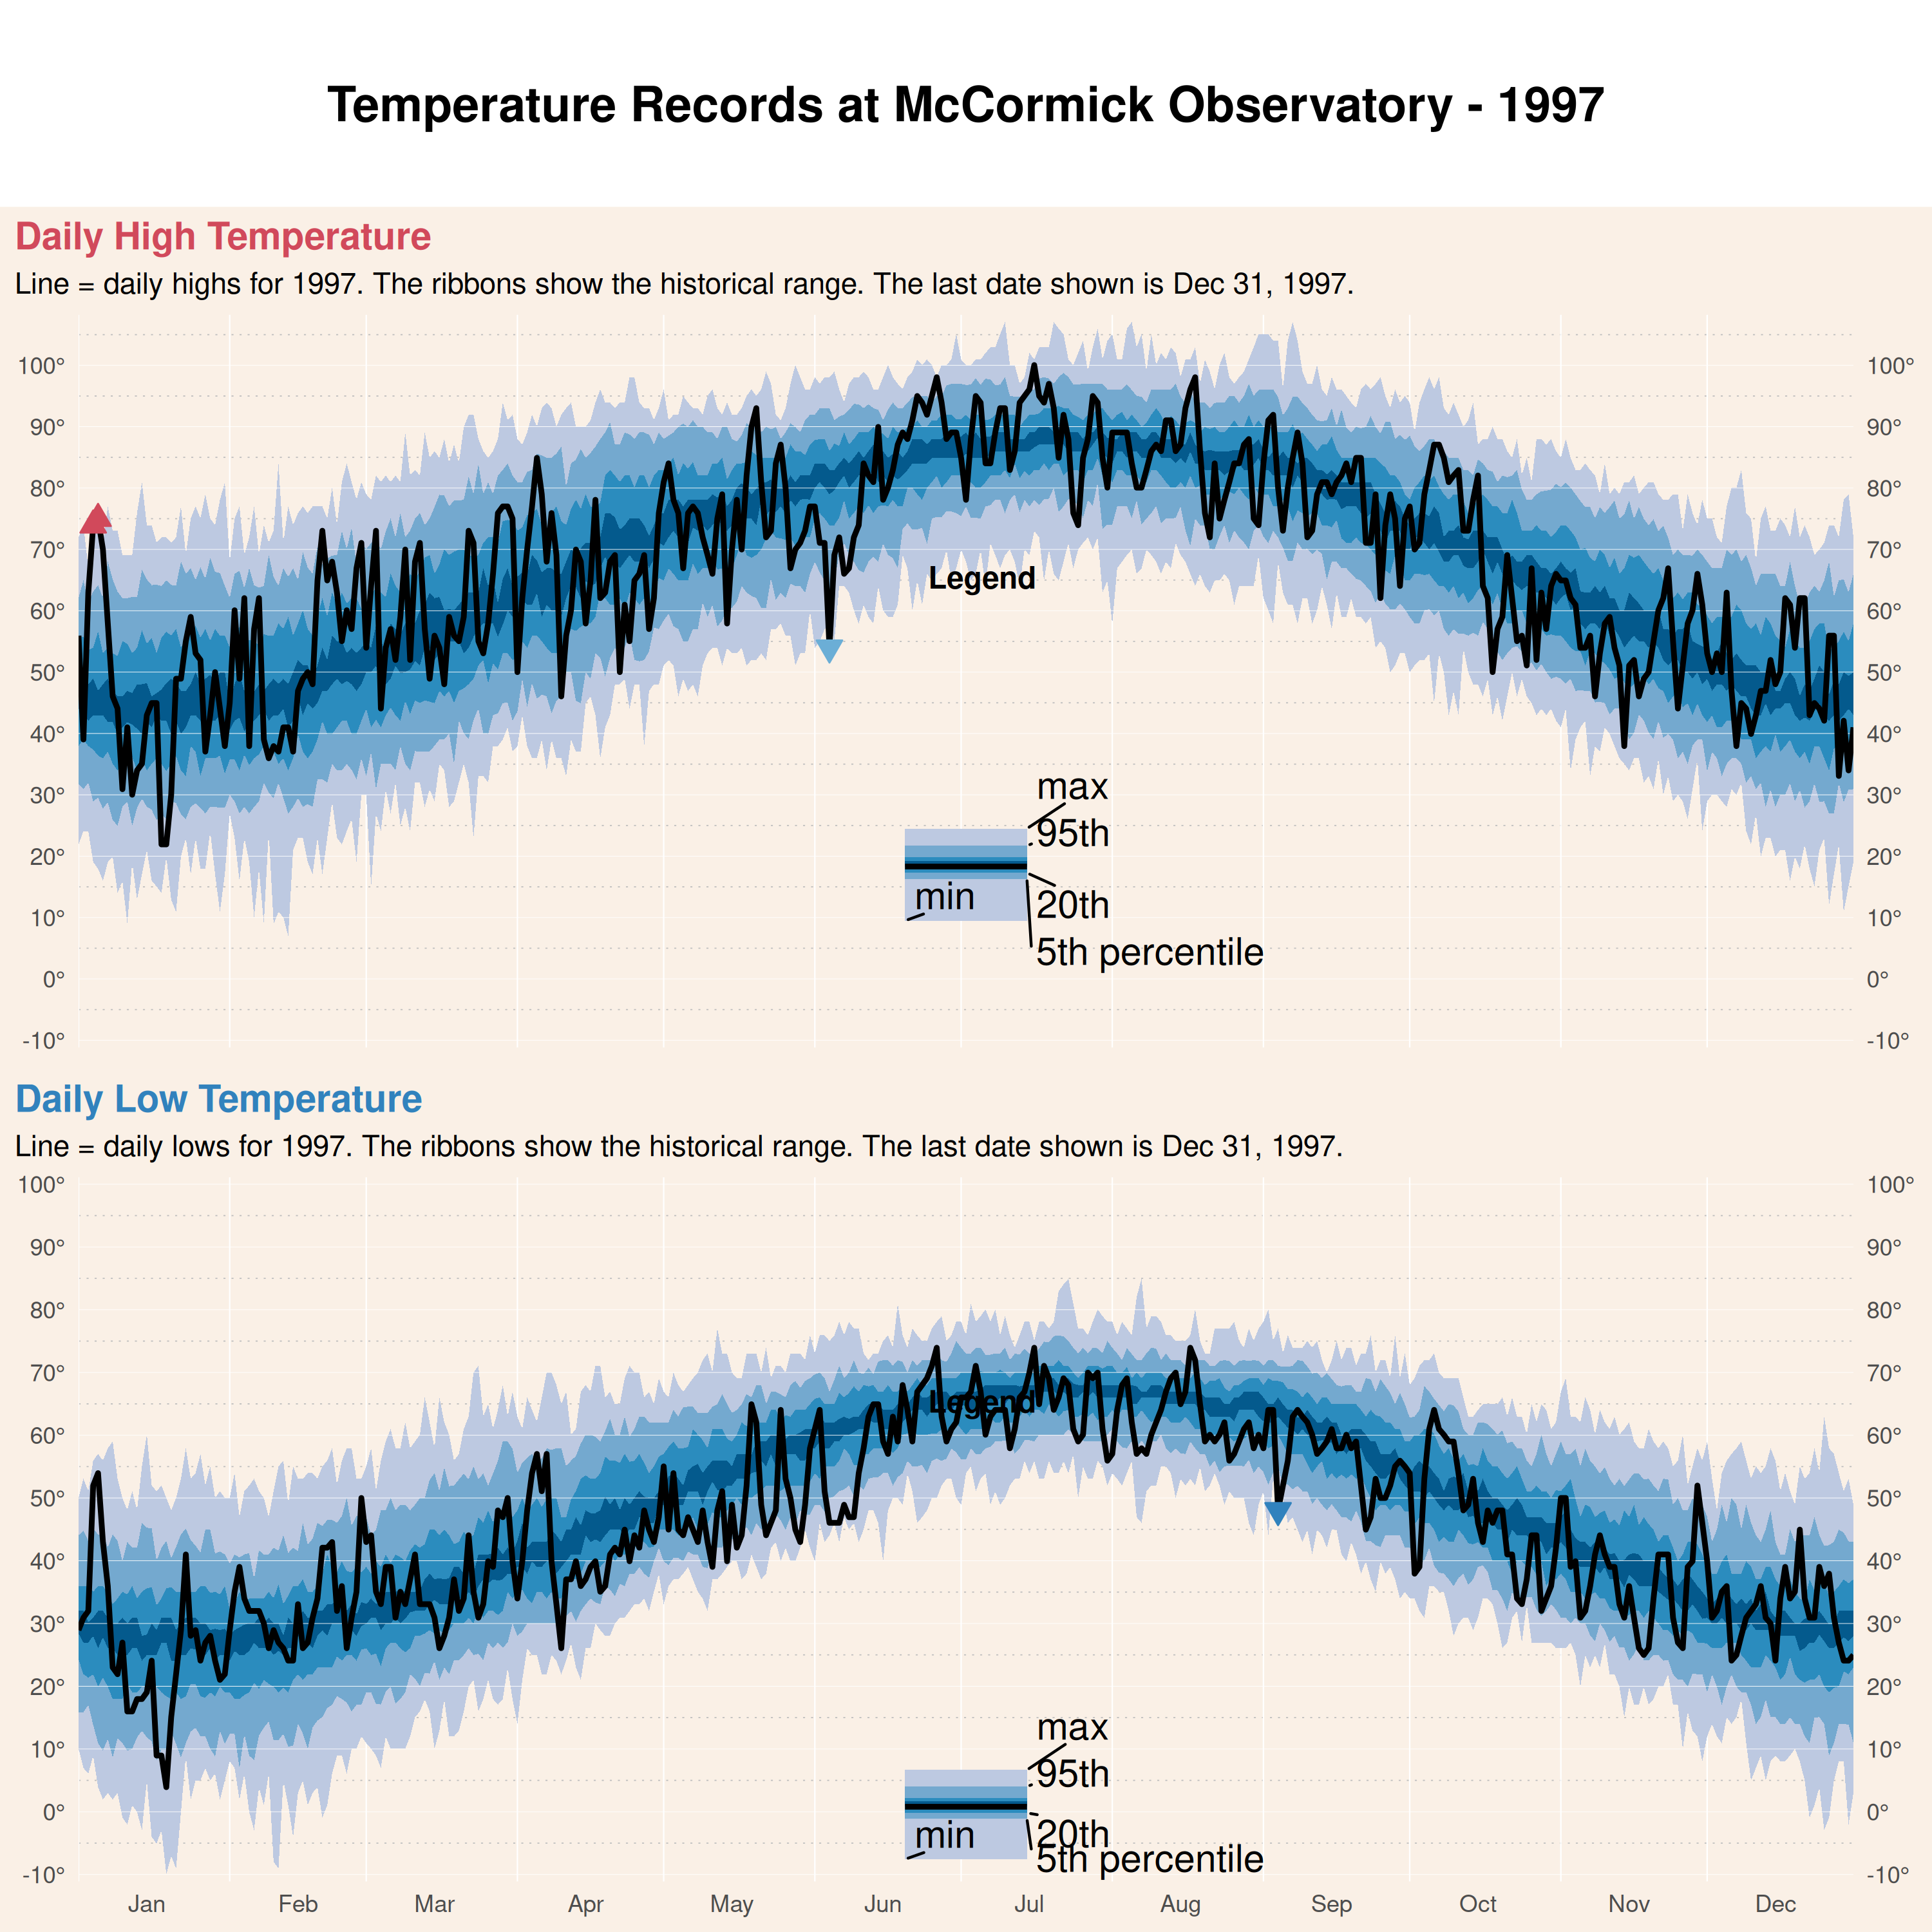 Temperature Records at McCormick Observatory - 1997
Daily High Temperature
Line = daily highs for 1997. The ribbons show the historical range. The last date shown is Dec 31, 1997.
100° 100°
90° 90°
80° 80°
70° 70°
Legend
60° 60°
50° 50°
40° 40°
max
30° 30°
95th
20° 20°
min
20th
10° 10°
5th percentile
0° 0°
-10° -10°
Daily Low Temperature
Line = daily lows for 1997. The ribbons show the historical range. The last date shown is Dec 31, 1997.
100° 100°
90° 90°
80° 80°
70° 70°
Legend
60° 60°
50° 50°
40° 40°
30° 30°
20° 20°
max
10° 10°
95th
0° 0°
min 20th
5th percentile
-10° -10°
Jan Feb Mar Apr May Jun Jul Aug Sep Oct Nov Dec